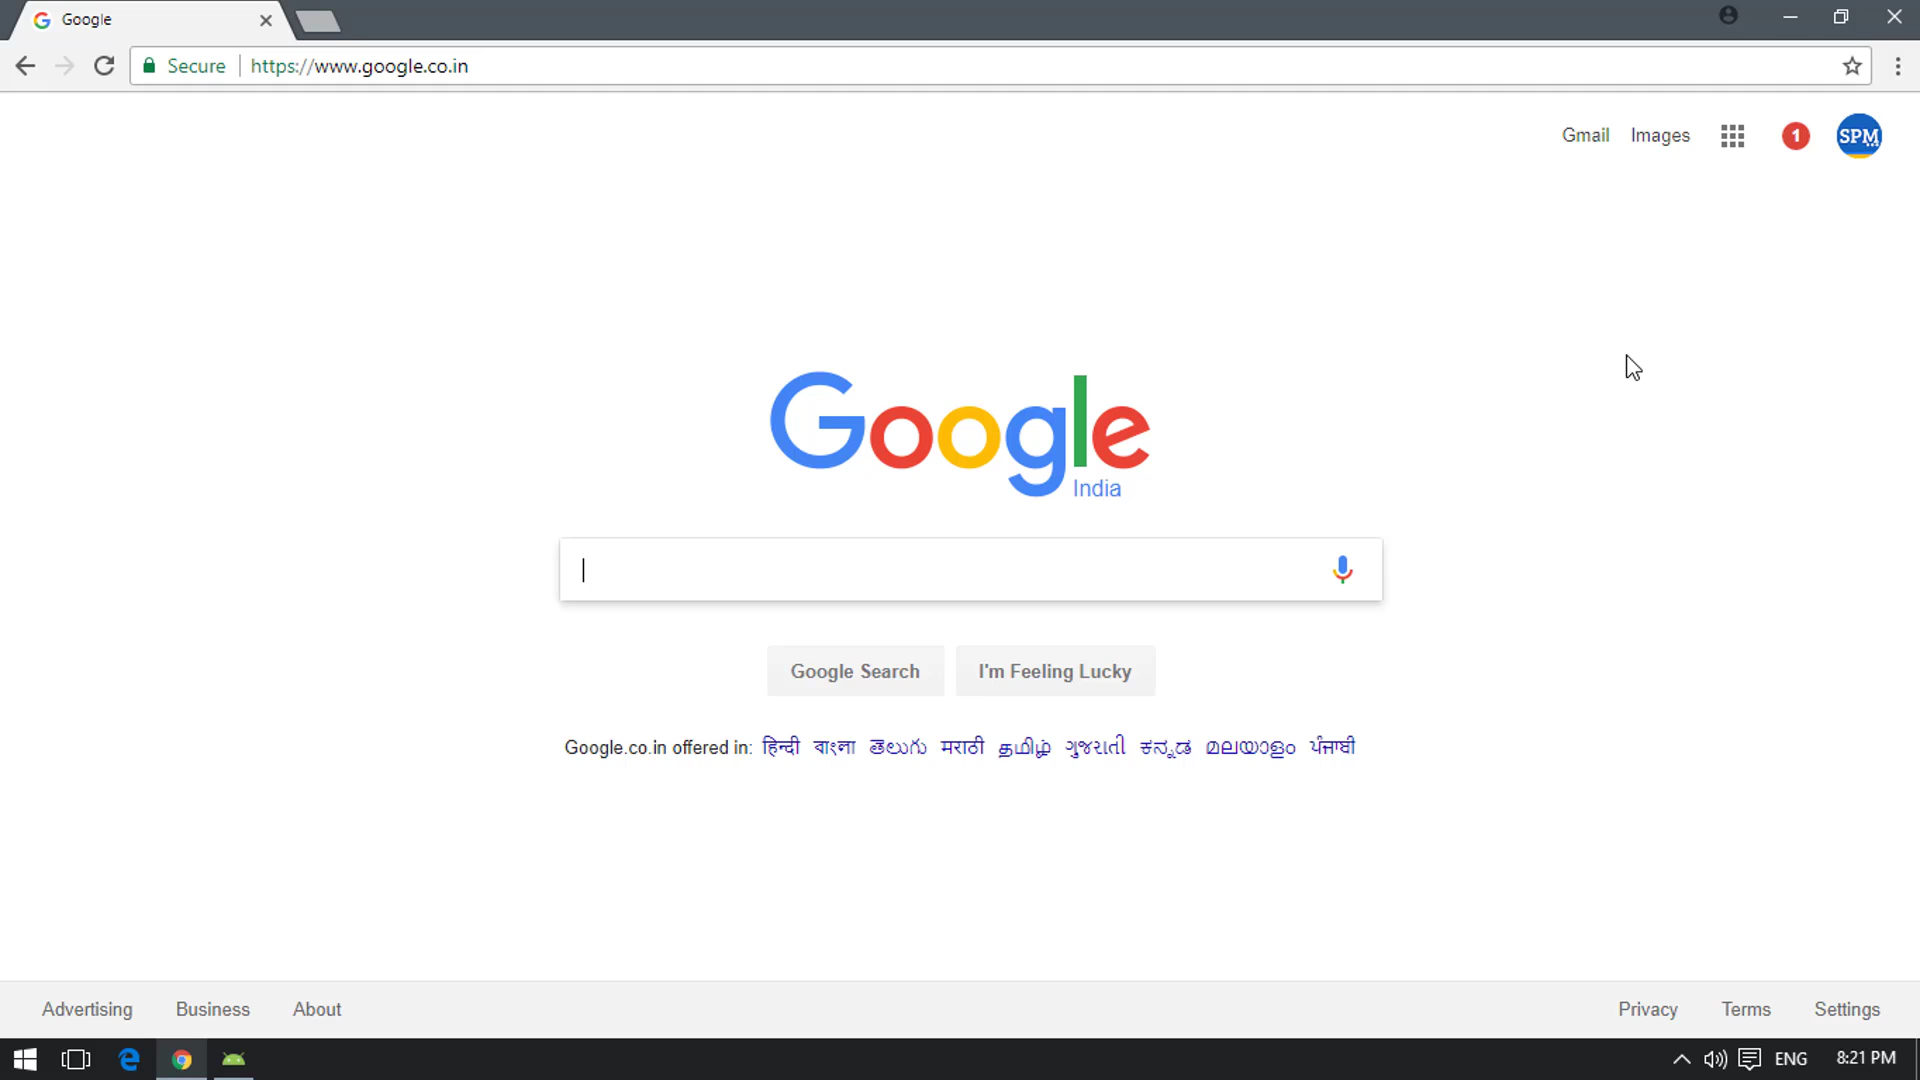 Google
Secure https://www.google.co.in
Gmail Images 1 SPM
Google
India
Google Search I'm Feeling Lucky
Google.co.in offered in: हिन्दी বাংলা తెలుగు मराठी தமிழ் ગુજરાતી ಕನ್ನಡ മലയാളം ਪੰਜਾਬੀ
Advertising Business About Privacy Terms Settings
ENG 8:21 PM